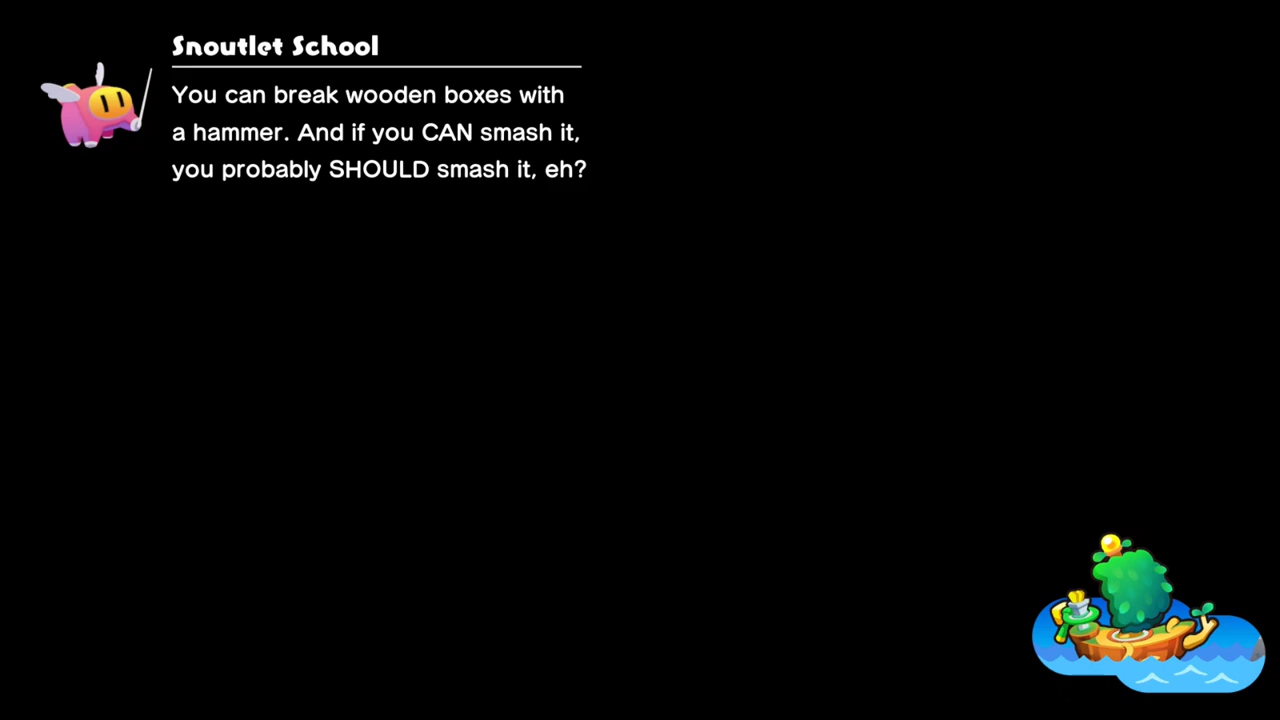 Snoutlet School
You can break wooden boxes with
a hammer. And if you CAN smash it,
you probably SHOULD smash it, eh?